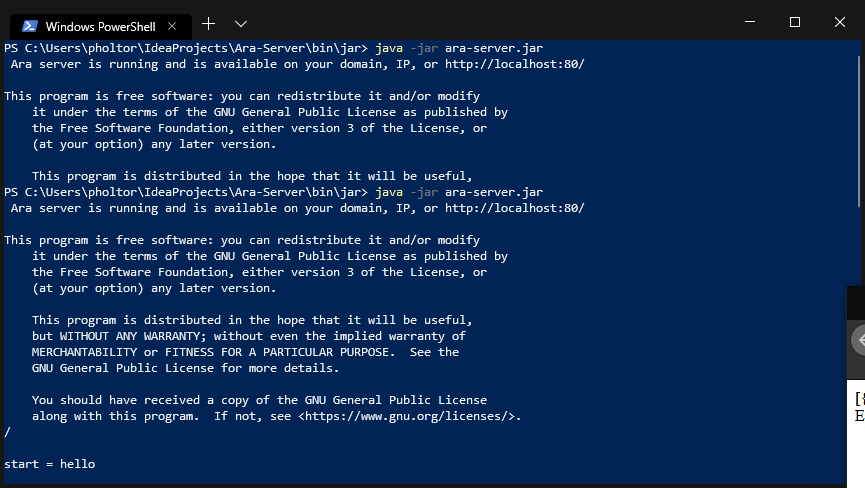 Windows PowerShell
PS C:\Users\pholtor\IdeaProjects\Ara-Server\bin\jar> java -jar ara-server.jar
Ara server is running and is available on your domain, IP, or http://localhost:80/
This program is free software: you can redistribute it and/or modify
it under the terms of the GNU General Public License as published by
the Free Software Foundation, either version 3 of the License, or
(at your option) any later version.
This program is distributed in the hope that it will be useful,
PS C:\Users\pholtor\IdeaProjects\Ara-Server\bin\jar> java -jar ara-server.jar
Ara server is running and is available on your domain, IP, or http://localhost:80/
This program is free software: you can redistribute it and/or modify
it under the terms of the GNU General Public License as published by
the Free Software Foundation, either version 3 of the License, or
(at your option) any later version.
This program is distributed in the hope that it will be useful,
but WITHOUT ANY WARRANTY; without even the implied warranty of
MERCHANTABILITY or FITNESS FOR A PARTICULAR PURPOSE.  See the
GNU General Public License for more details.
You should have received a copy of the GNU General Public License
along with this program.  If not, see <https://www.gnu.org/licenses/>.
/
start = hello